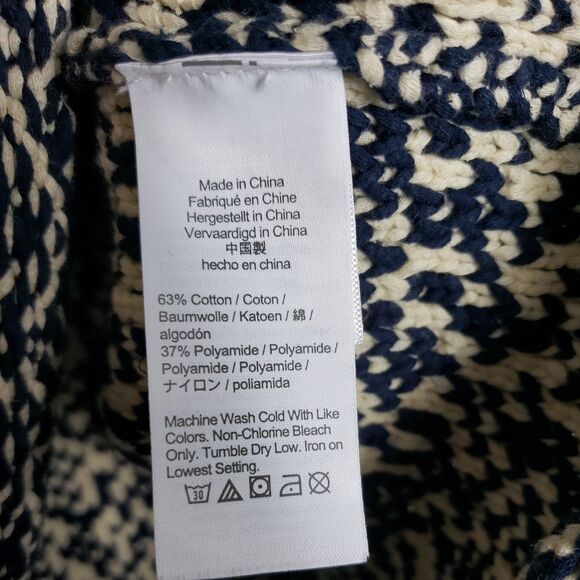 Made in China
Fabriqué en Chine
Hergestellt in China
Vervaardigd in China
中国製
hecho en china
63% Cotton / Coton /
Baumwolle / Katoen / 綿 /
algodón
37% Polyamide / Polyamide /
Polyamide / Polyamide /
ナイロン / poliamida
Machine Wash Cold With Like
Colors. Non-Chlorine Bleach
Only. Tumble Dry Low. Iron on
Lowest Setting.
30